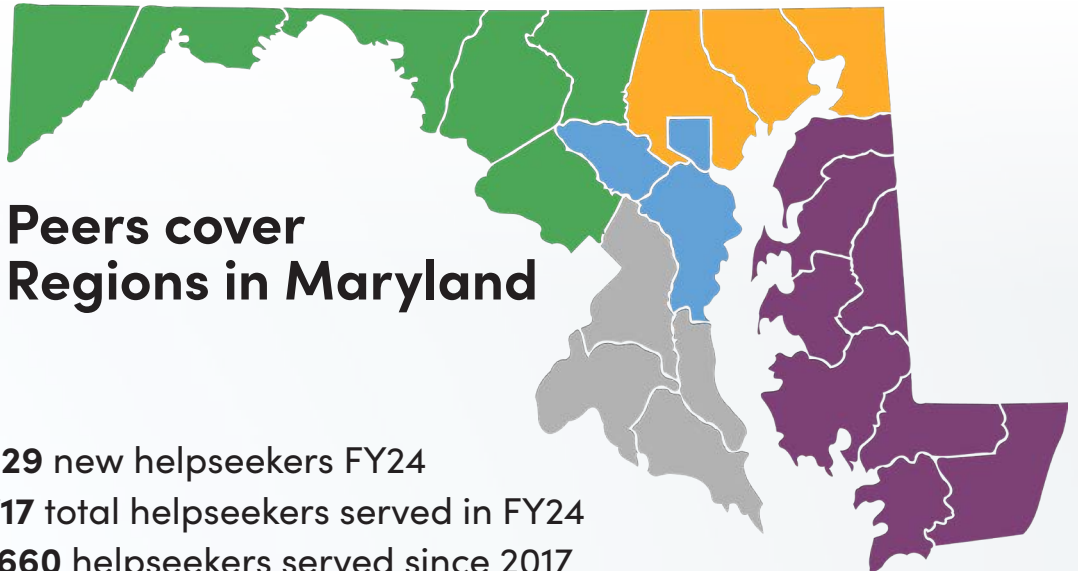 Peers cover
Regions in Maryland
29 new helpseekers FY24
17 total helpseekers served in FY24
660 helpseekers served since 2017